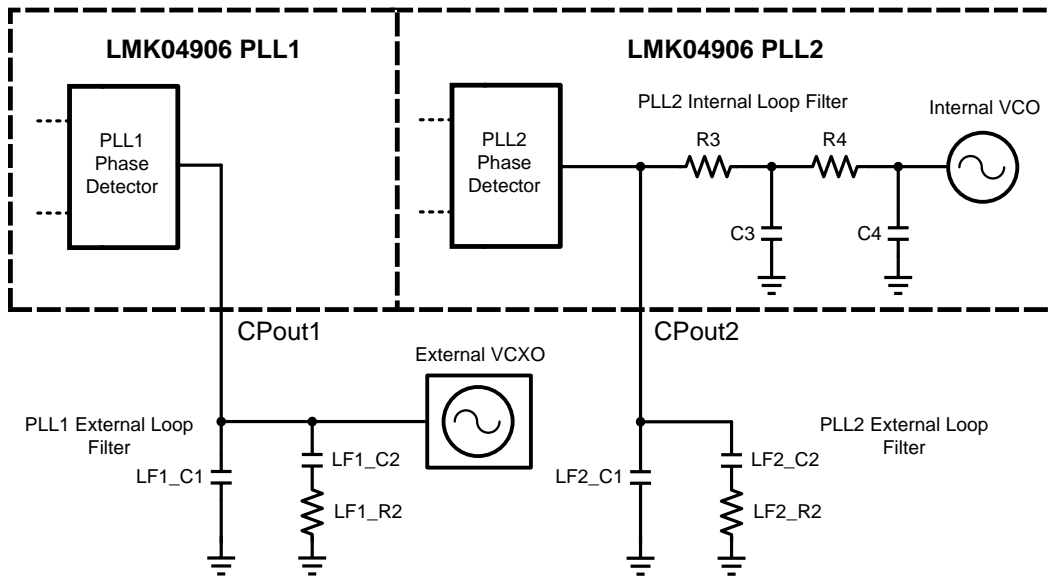 LMK04906 PLL1
LMK04906 PLL2
PLL1
Phase
Detector
PLL2
Phase
Detector
PLL2 Internal Loop Filter
Internal VCO
R3
R4
C3
C4
CPout1
CPout2
External VCXO
PLL1 External Loop
Filter
LF1_C1
LF1_C2
LF1_R2
LF2_C1
LF2_C2
LF2_R2
PLL2 External Loop
Filter